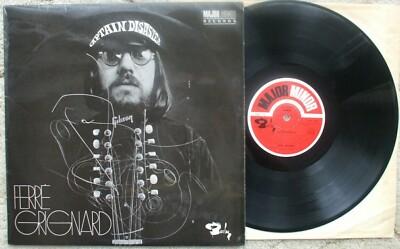 CAPTAIN DISASTER
MAJOR MINOR
RECORDS
Gibson
FERRÉ
GRIGNARD
MAJOR MINOR